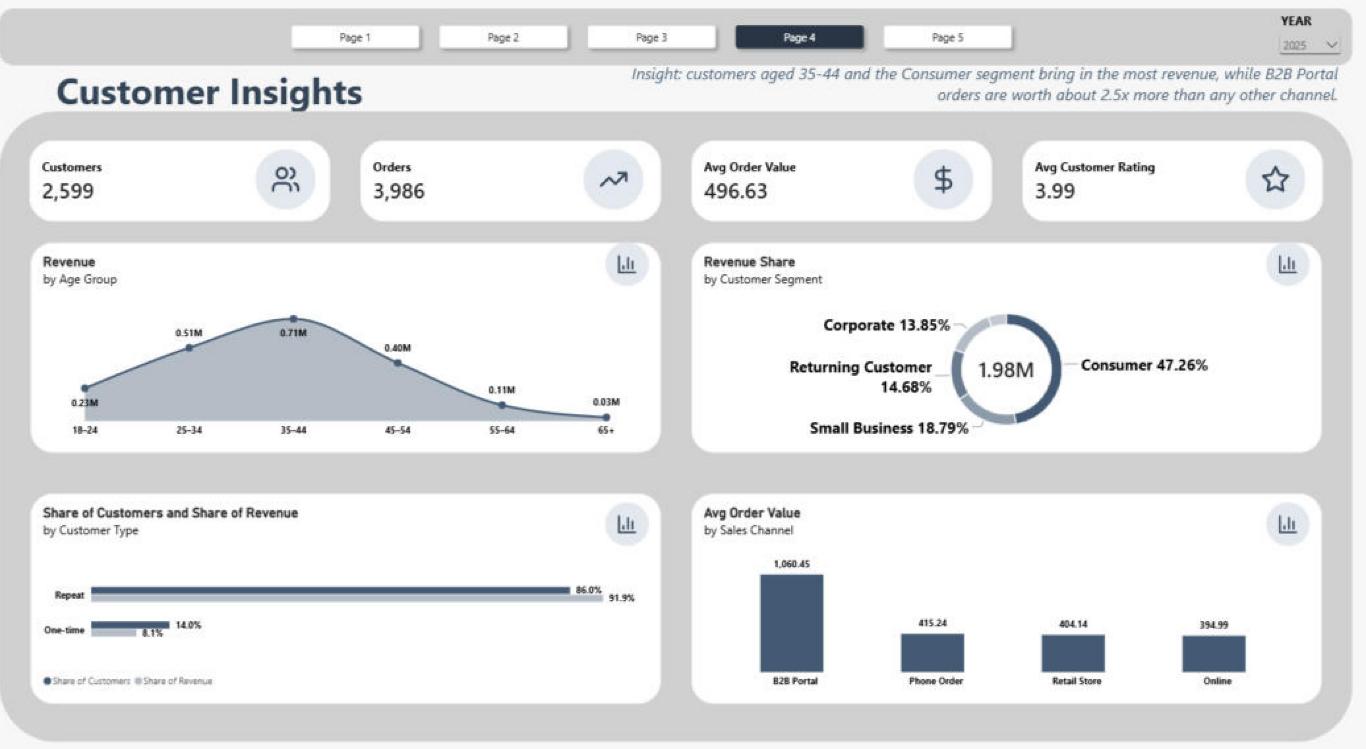 Page 1
Page 2
Page 3
Page 4
Page 5
YEAR
2025
Customer Insights
Insight: customers aged 35-44 and the Consumer segment bring in the most revenue, while B2B Portal
orders are worth about 2.5x more than any other channel.
Customers
2,599
Orders
3,986
Avg Order Value
496.63
Avg Customer Rating
3.99
Revenue
by Age Group
0.23M
0.51M
0.71M
0.40M
0.11M
0.03M
18–24
25–34
35–44
45–54
55–64
65+
Revenue Share
by Customer Segment
Corporate 13.85%
Returning Customer
14.68%
Small Business 18.79%
1.98M
Consumer 47.26%
Share of Customers and Share of Revenue
by Customer Type
Repeat
86.0%
91.9%
One-time
14.0%
8.1%
Share of Customers
Share of Revenue
Avg Order Value
by Sales Channel
1,060.45
415.24
404.14
394.99
B2B Portal
Phone Order
Retail Store
Online